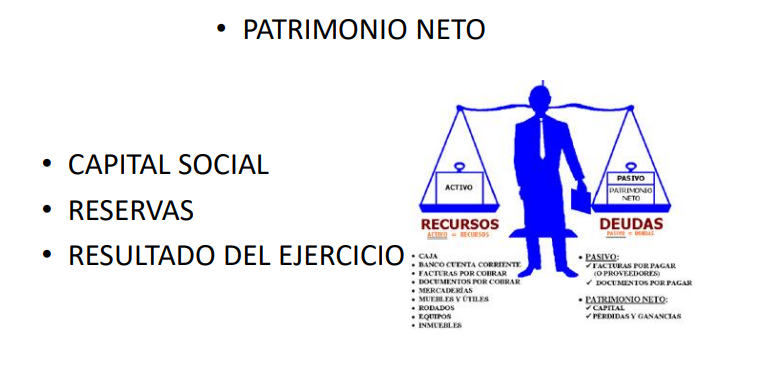 • PATRIMONIO NETO
• CAPITAL SOCIAL
• RESERVAS
• RESULTADO DEL EJERCICIO
ACTIVO
PASIVO
PATRIMONIO
NETO
RECURSOS
ACTIVO = RECURSOS
DEUDAS
PASIVO = DEUDAS
• CAJA
• BANCO CUENTA CORRIENTE
• FACTURAS POR COBRAR
• DOCUMENTOS POR COBRAR
• MERCADERÍAS
• MUEBLES Y ÚTILES
• RODADOS
• EQUIPOS
• INMUEBLES
• PASIVO:
✓ FACTURAS POR PAGAR
(O PROVEEDORES)
✓ DOCUMENTOS POR PAGAR
• PATRIMONIO NETO:
✓ CAPITAL
✓ PÉRDIDAS Y GANANCIAS